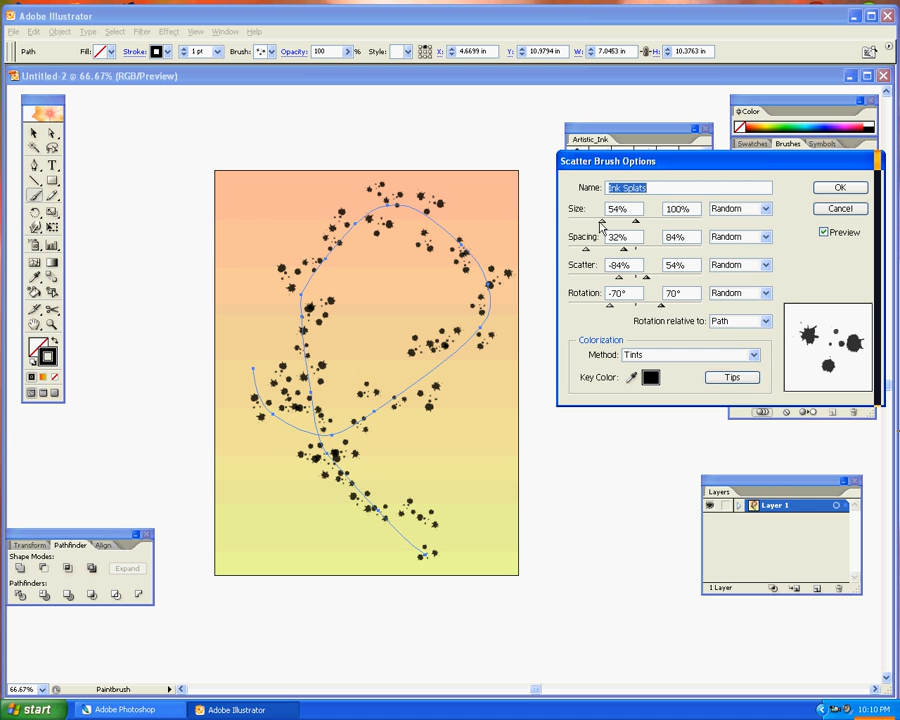 Adobe Illustrator
File Edit Object Type Select Filter Effect View Window Help
Path Fill: Stroke: 1 pt Brush: Opacity: 100 % Style: X: 4.6699 in Y: 10.9794 in W: 7.0453 in H: 10.3763 in
Untitled-2 @ 66.67% (RGB/Preview)
Color
Artistic_Ink
Swatches Brushes Symbols
Scatter Brush Options
Name: Ink Splats OK
Size: 54% 100% Random Cancel
Preview
Spacing: 32% 84% Random
Scatter: -84% 54% Random
Rotation: -70° 70° Random
Rotation relative to: Path
Colorization
Method: Tints
Key Color: Tips
Layers
Layer 1
1 Layer
Transform Pathfinder Align
Shape Modes:
Expand
Pathfinders:
66.67% Paintbrush
start Adobe Photoshop Adobe Illustrator 10:10 PM